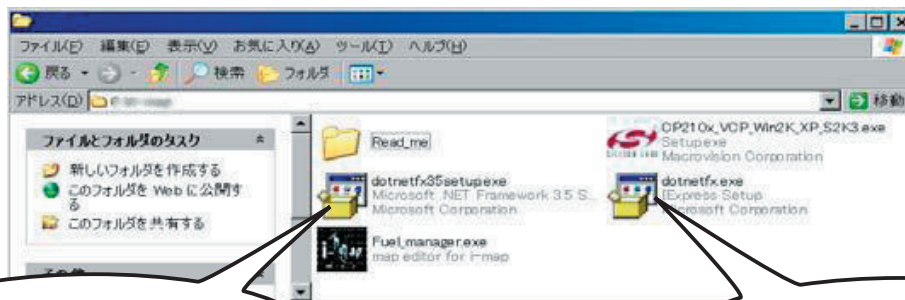 ファイル(F) 編集(E) 表示(V) お気に入り(A) ツール(T) ヘルプ(H)
戻る 検索 フォルダ
アドレス(D) 移動
ファイルとフォルダのタスク
新しいフォルダを作成する
このフォルダを Web に公開す
る
このフォルダを共有する
Read_me
CP210x_VCP_Win2K_XP_S2K3.exe
Setup.exe
Macrovision Corporation
dotnetfx35setup.exe
Microsoft .NET Framework 3.5 S...
Microsoft Corporation
dotnetfx.exe
IExpress Setup
Microsoft Corporation
Fuel_manager.exe
map editor for i-map